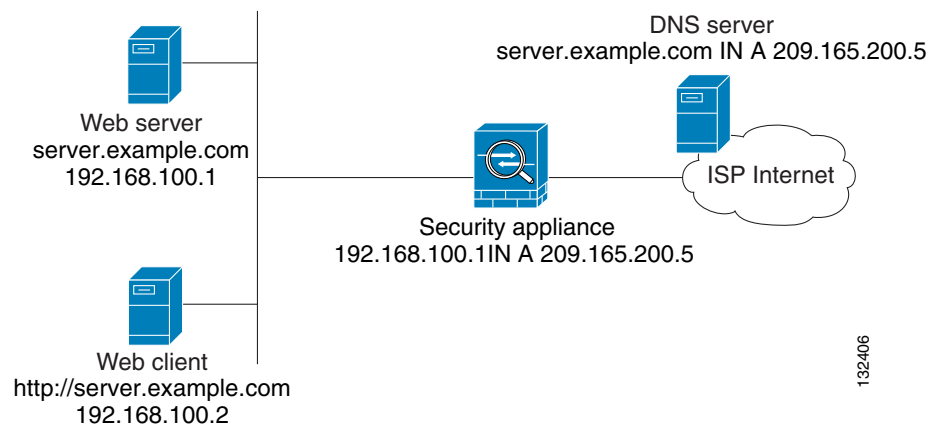 DNS server
server.example.com IN A 209.165.200.5
Web server
server.example.com
192.168.100.1
ISP Internet
Security appliance
192.168.100.1IN A 209.165.200.5
Web client
http://server.example.com
192.168.100.2
132406